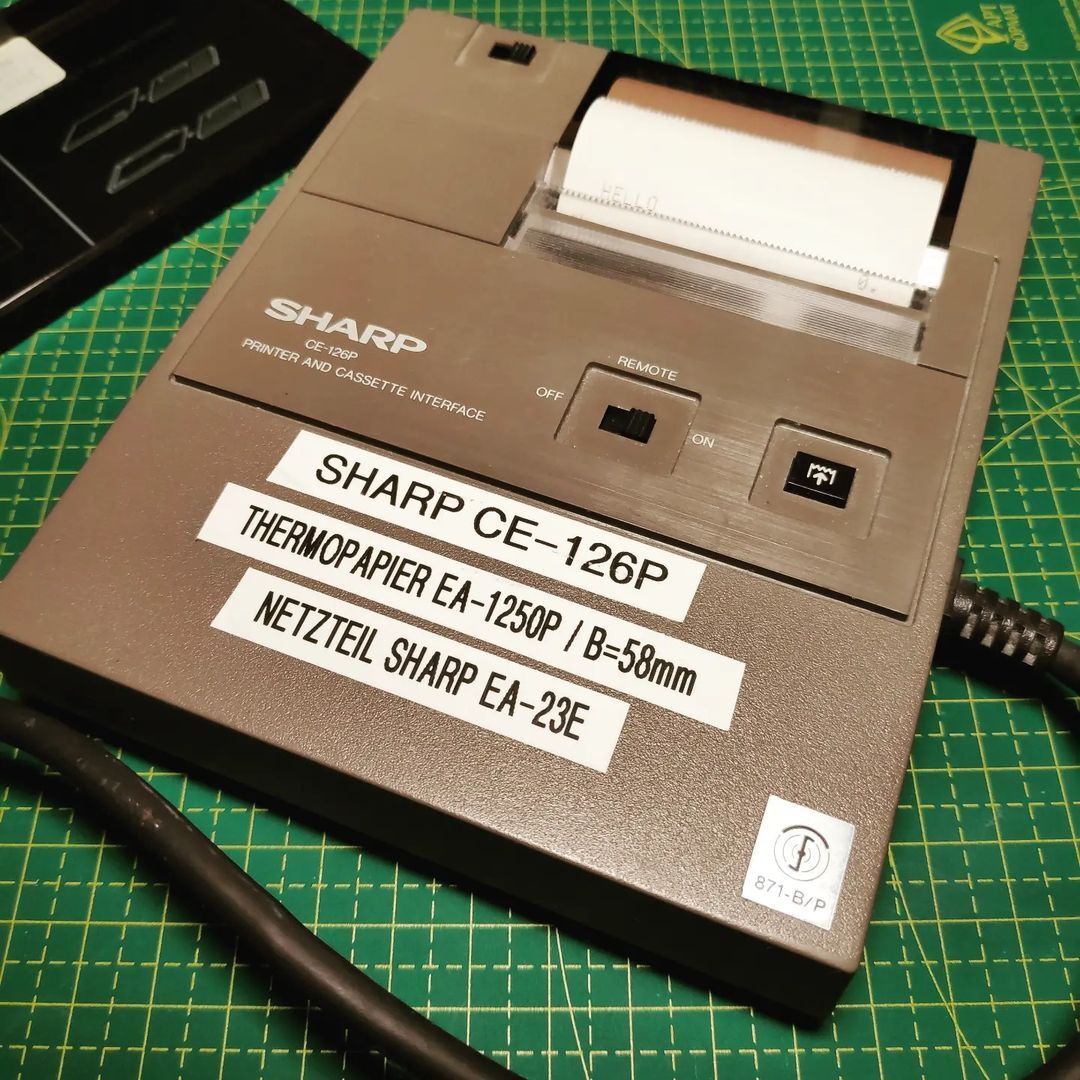 HELLO
0.
SHARP
CE-126P
PRINTER AND CASSETTE INTERFACE
REMOTE
OFF
ON
SHARP CE-126P
THERMOPAPIER EA-1250P / B=58mm
NETZTEIL SHARP EA-23E
871-B/P